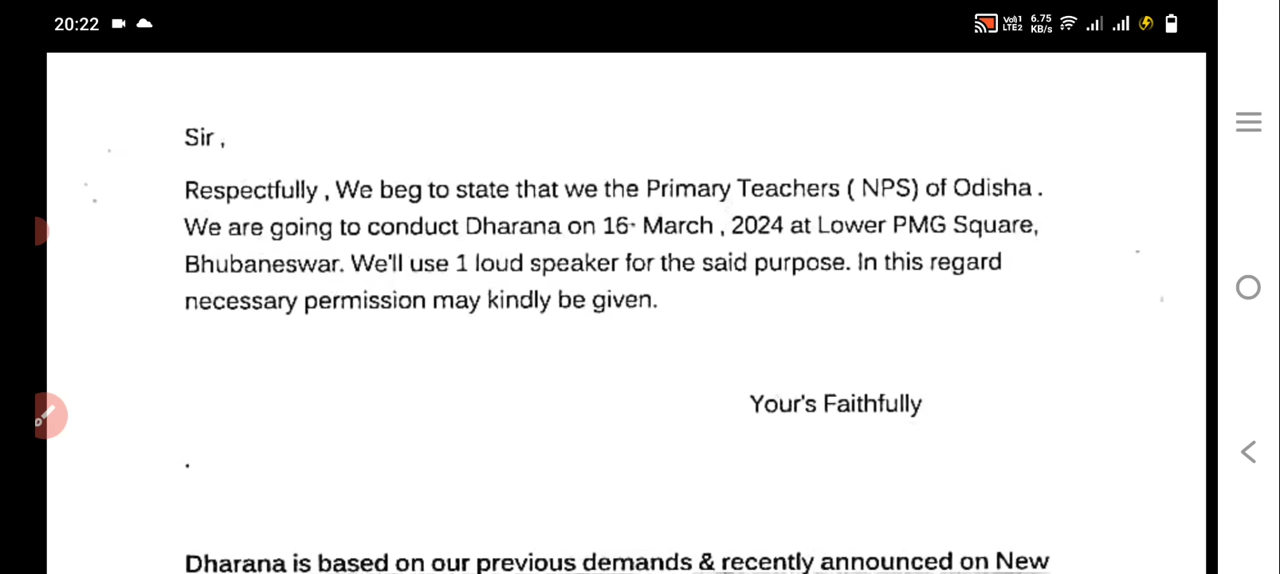 20:22
Vo)) 1 LTE2 6.75 KB/s
Sir ,
Respectfully , We beg to state that we the Primary Teachers ( NPS) of Odisha .
We are going to conduct Dharana on 16- March , 2024 at Lower PMG Square,
Bhubaneswar. We'll use 1 loud speaker for the said purpose. In this regard
necessary permission may kindly be given.
Your's Faithfully
.
Dharana is based on our previous demands & recently announced on New